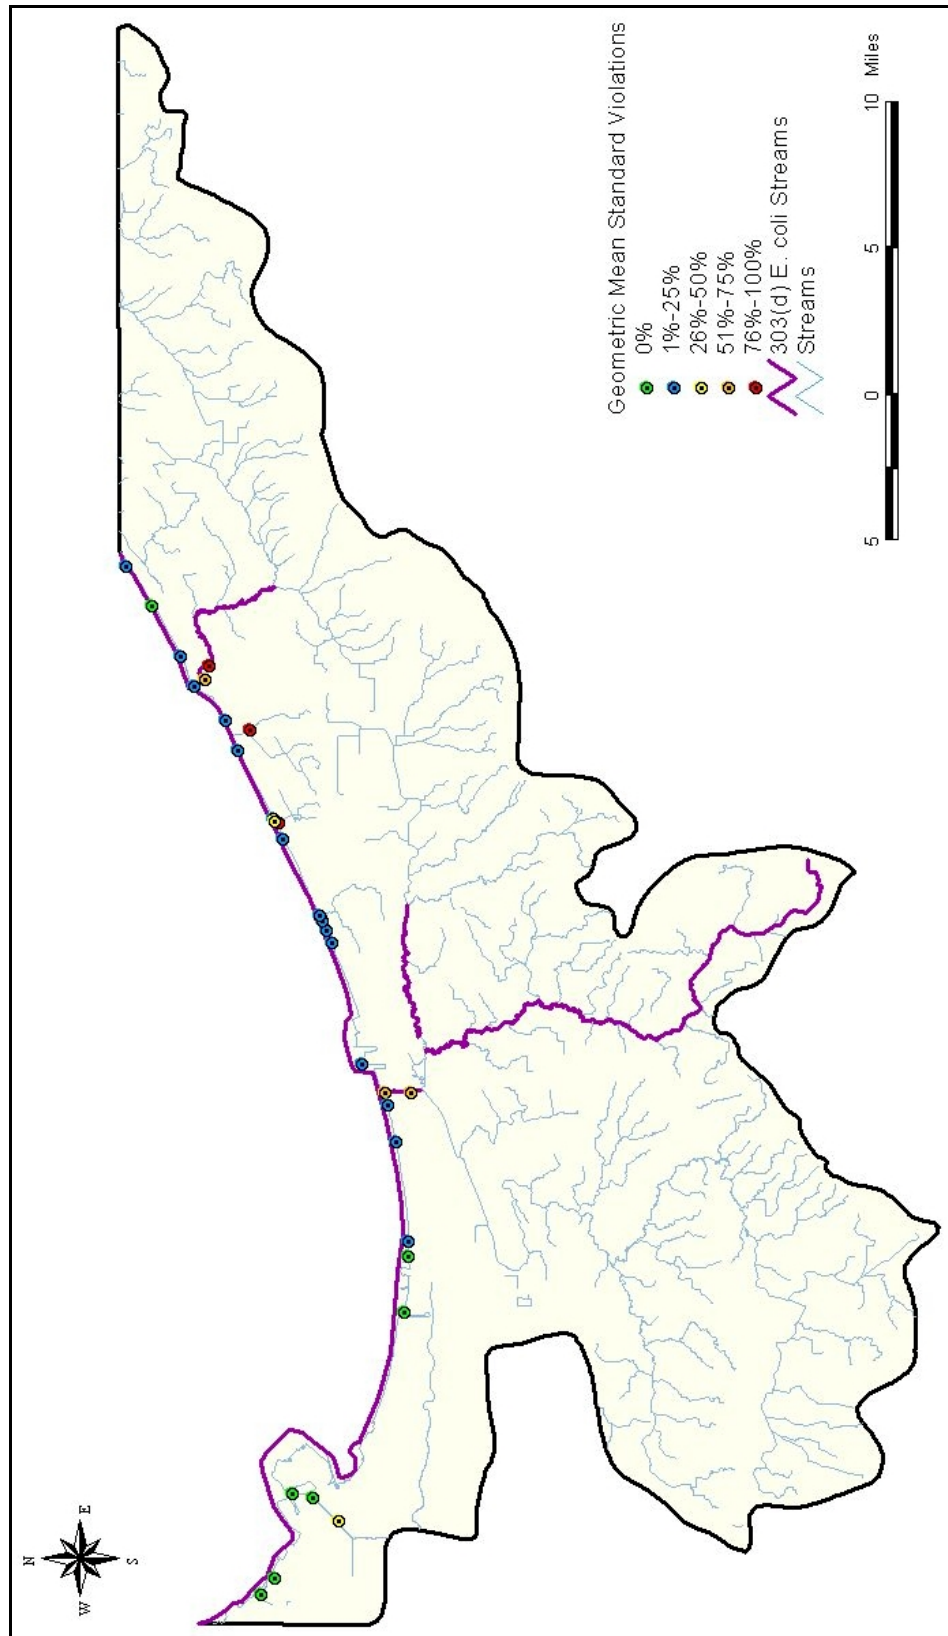 N
W
E
S
Geometric Mean Standard Violations
0%
1%-25%
26%-50%
51%-75%
76%-100%
303(d) E. coli Streams
Streams
5
0
5
10
Miles